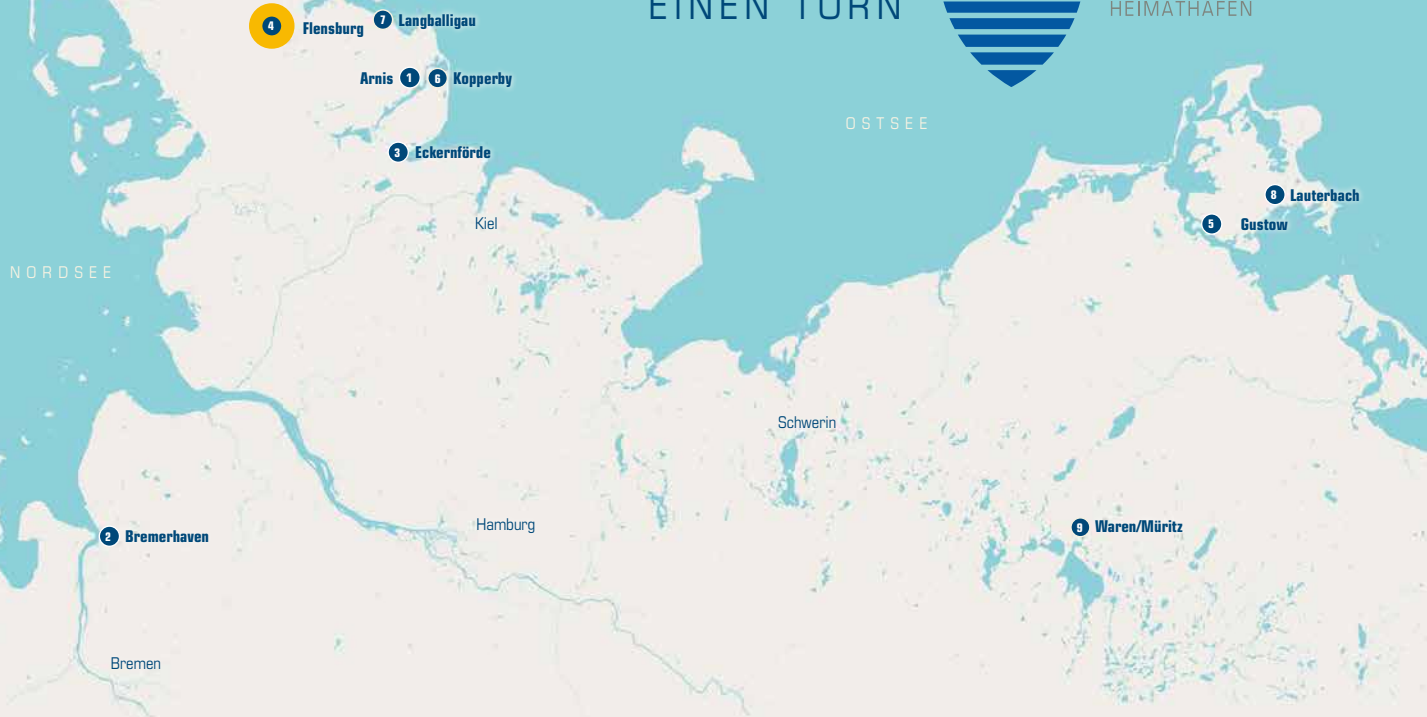 EINEN TÖRN
HEIMATHAFEN
7 Langballigau
4 Flensburg
Arnis 1 6 Kopperby
OSTSEE
3 Eckernförde
8 Lauterbach
Kiel
5 Gustow
NORDSEE
Schwerin
Hamburg
9 Waren/Müritz
2 Bremerhaven
Bremen